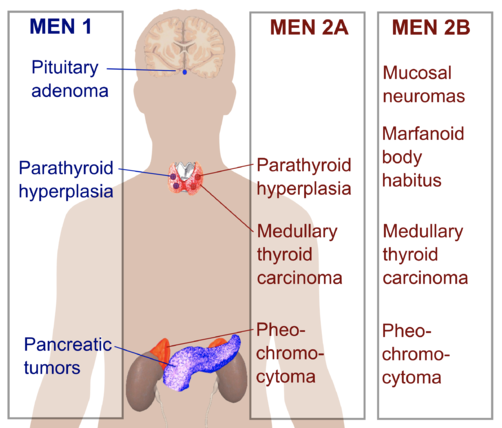 MEN 1
Pituitary
adenoma
Parathyroid
hyperplasia
Pancreatic
tumors
MEN 2A
Parathyroid
hyperplasia
Medullary
thyroid
carcinoma
Pheo-
chromo-
cytoma
MEN 2B
Mucosal
neuromas
Marfanoid
body
habitus
Medullary
thyroid
carcinoma
Pheo-
chromo-
cytoma